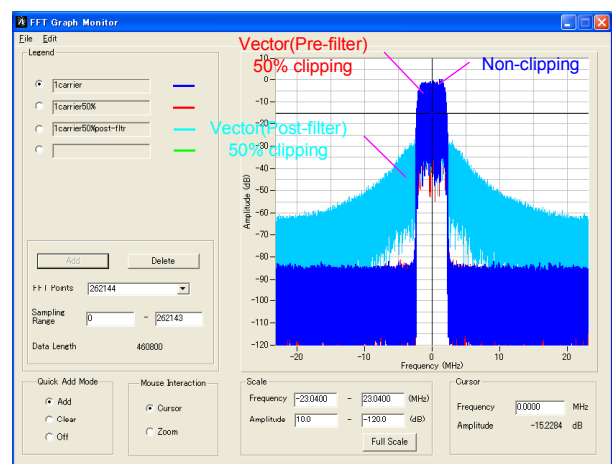 FFT Graph Monitor
File Edit
Legend
1carrier
1carrier50%
1carrier50%post-fltr
Add
Delete
FFT Points 262144
Sampling Range 0 - 262143
Data Length 460800
Quick Add Mode
Add
Clear
Off
Mouse Interaction
Cursor
Zoom
Vector(Pre-filter)
50% clipping
Non-clipping
Vector(Post-filter)
50% clipping
Amplitude (dB)
10
0
-10
-20
-30
-40
-50
-60
-70
-80
-90
-100
-110
-120
-20 -10 0 10 20
Frequency (MHz)
Scale
Frequency -23.0400 - 23.0400 (MHz)
Amplitude 10.0 - -120.0 (dB)
Full Scale
Cursor
Frequency 0.0000 MHz
Amplitude -15.2284 dB